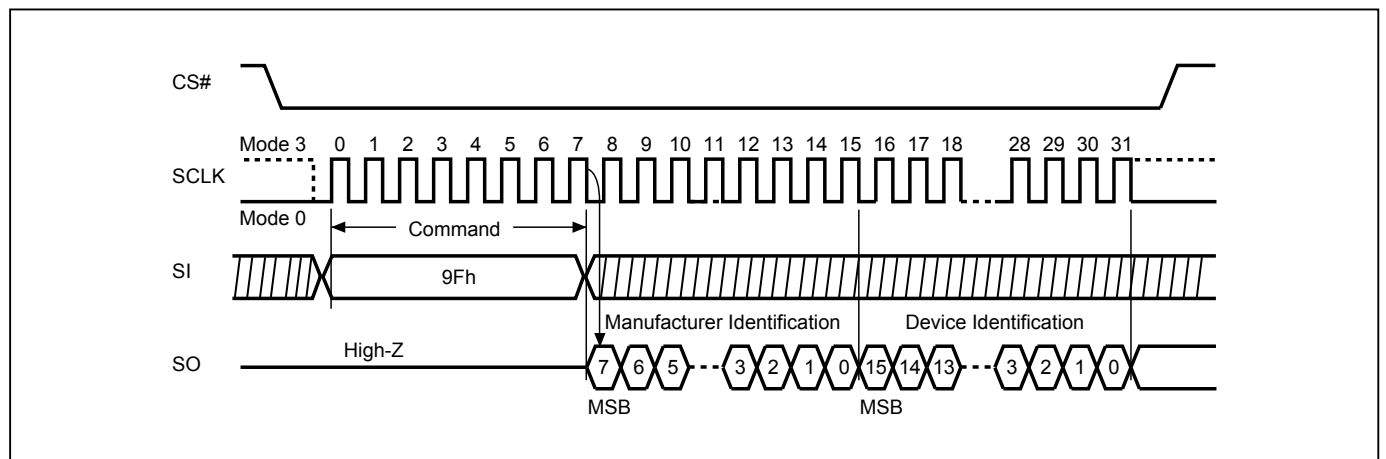 CS#
Mode 3 0 1 2 3 4 5 6 7 8 9 10 11 12 13 14 15 16 17 18 28 29 30 31
SCLK
Mode 0
Command
SI 9Fh
Manufacturer Identification Device Identification
High-Z
SO 7 6 5 3 2 1 0 15 14 13 3 2 1 0
MSB MSB